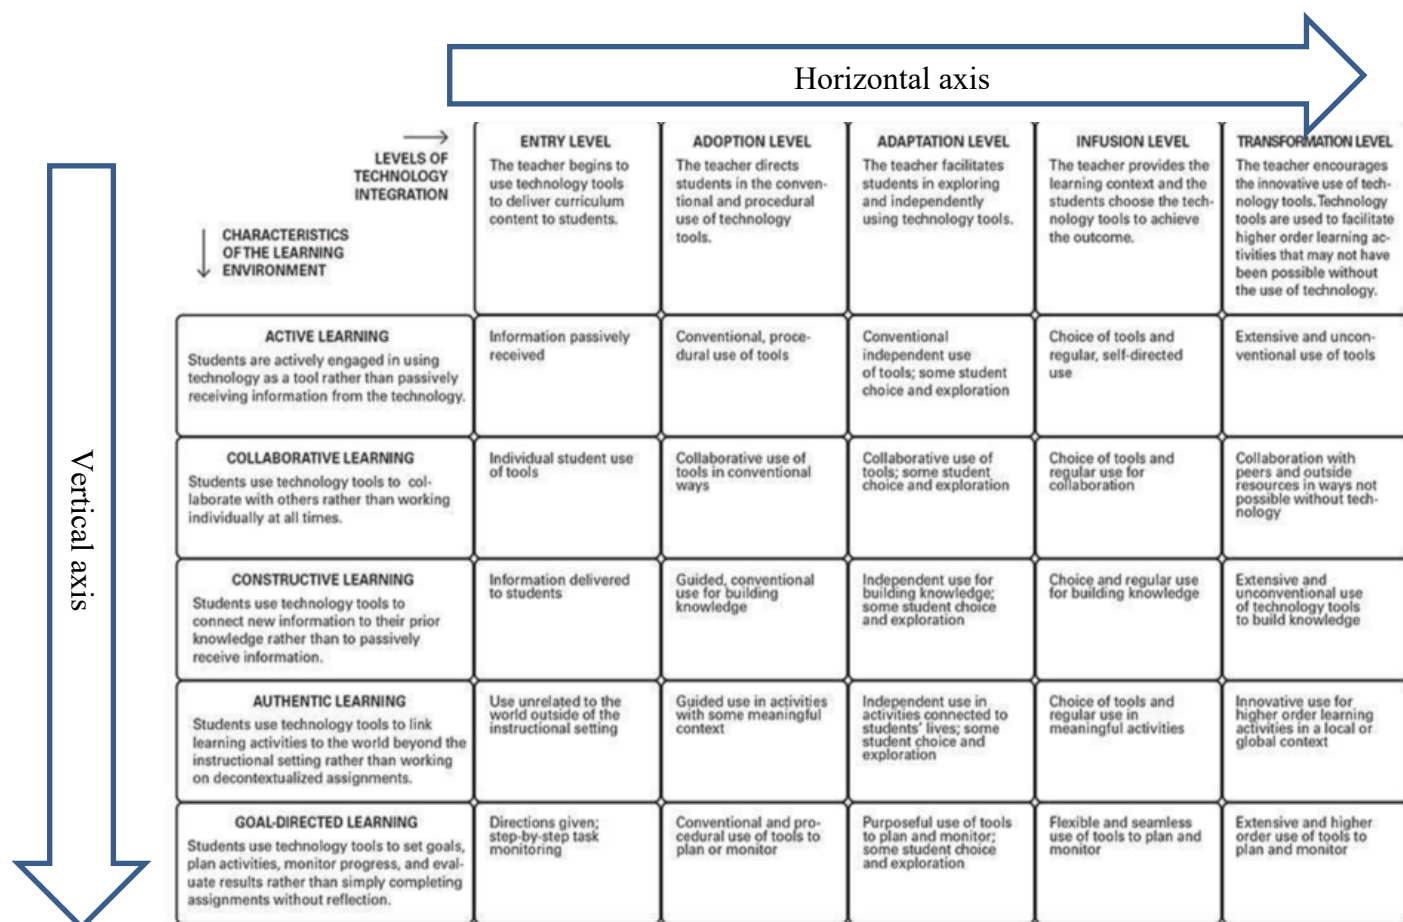 Horizontal axis
Vertical axis
LEVELS OF
TECHNOLOGY
INTEGRATION
CHARACTERISTICS
OF THE LEARNING
ENVIRONMENT
ENTRY LEVEL
The teacher begins to
use technology tools
to deliver curriculum
content to students.
ADOPTION LEVEL
The teacher directs
students in the conven-
tional and procedural
use of technology
tools.
ADAPTATION LEVEL
The teacher facilitates
students in exploring
and independently
using technology tools.
INFUSION LEVEL
The teacher provides the
learning context and the
students choose the tech-
nology tools to achieve
the outcome.
TRANSFORMATION LEVEL
The teacher encourages
the innovative use of tech-
nology tools. Technology
tools are used to facilitate
higher order learning ac-
tivities that may not have
been possible without
the use of technology.
ACTIVE LEARNING
Students are actively engaged in using
technology as a tool rather than passively
receiving information from the technology.
Information passively
received
Conventional, proce-
dural use of tools
Conventional
independent use
of tools; some student
choice and exploration
Choice of tools and
regular, self-directed
use
Extensive and uncon-
ventional use of tools
COLLABORATIVE LEARNING
Students use technology tools to col-
laborate with others rather than working
individually at all times.
Individual student use
of tools
Collaborative use of
tools in conventional
ways
Collaborative use of
tools; some student
choice and exploration
Choice of tools and
regular use for
collaboration
Collaboration with
peers and outside
resources in ways not
possible without tech-
nology
CONSTRUCTIVE LEARNING
Students use technology tools to
connect new information to their prior
knowledge rather than to passively
receive information.
Information delivered
to students
Guided, conventional
use for building
knowledge
Independent use for
building knowledge;
some student choice
and exploration
Choice and regular use
for building knowledge
Extensive and
unconventional use
of technology tools
to build knowledge
AUTHENTIC LEARNING
Students use technology tools to link
learning activities to the world beyond the
instructional setting rather than working
on decontextualized assignments.
Use unrelated to the
world outside of the
instructional setting
Guided use in activities
with some meaningful
context
Independent use in
activities connected to
students' lives; some
student choice and
exploration
Choice of tools and
regular use in
meaningful activities
Innovative use for
higher order learning
activities in a local or
global context
GOAL-DIRECTED LEARNING
Students use technology tools to set goals,
plan activities, monitor progress, and eval-
uate results rather than simply completing
assignments without reflection.
Directions given;
step-by-step task
monitoring
Conventional and pro-
cedural use of tools to
plan or monitor
Purposeful use of tools
to plan and monitor;
some student choice
and exploration
Flexible and seamless
use of tools to plan and
monitor
Extensive and higher
order use of tools to
plan and monitor